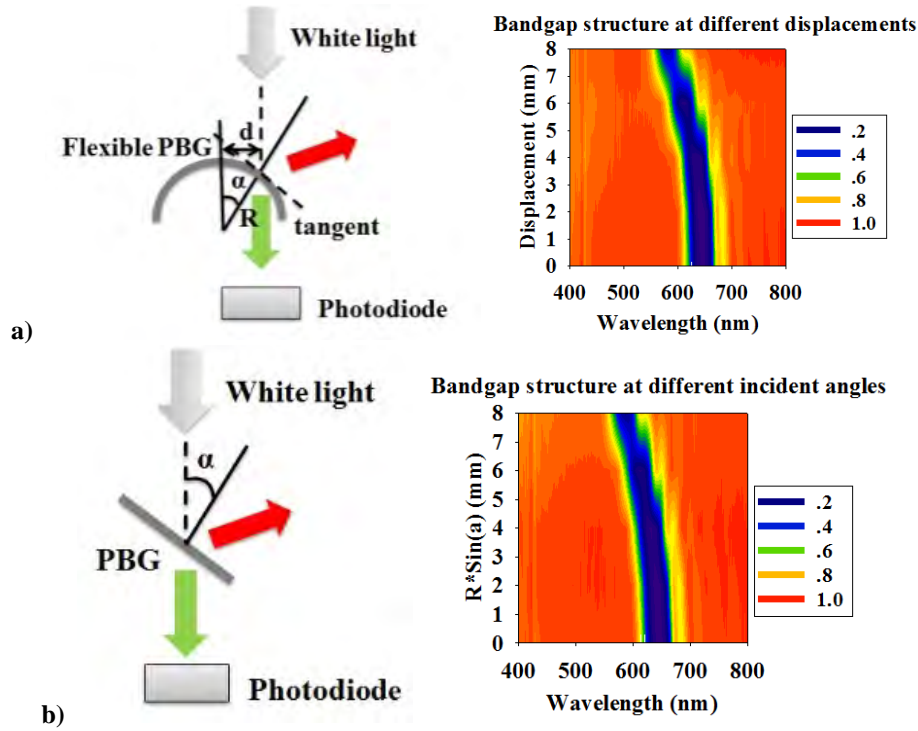 White light
Flexible PBG
d
α
R
tangent
Photodiode
a)
Bandgap structure at different displacements
Displacement (mm)
8
7
6
5
4
3
2
1
0
400 500 600 700 800
Wavelength (nm)
.2
.4
.6
.8
1.0
White light
α
PBG
Photodiode
b)
Bandgap structure at different incident angles
R*Sin(a) (mm)
8
7
6
5
4
3
2
1
0
400 500 600 700 800
Wavelength (nm)
.2
.4
.6
.8
1.0